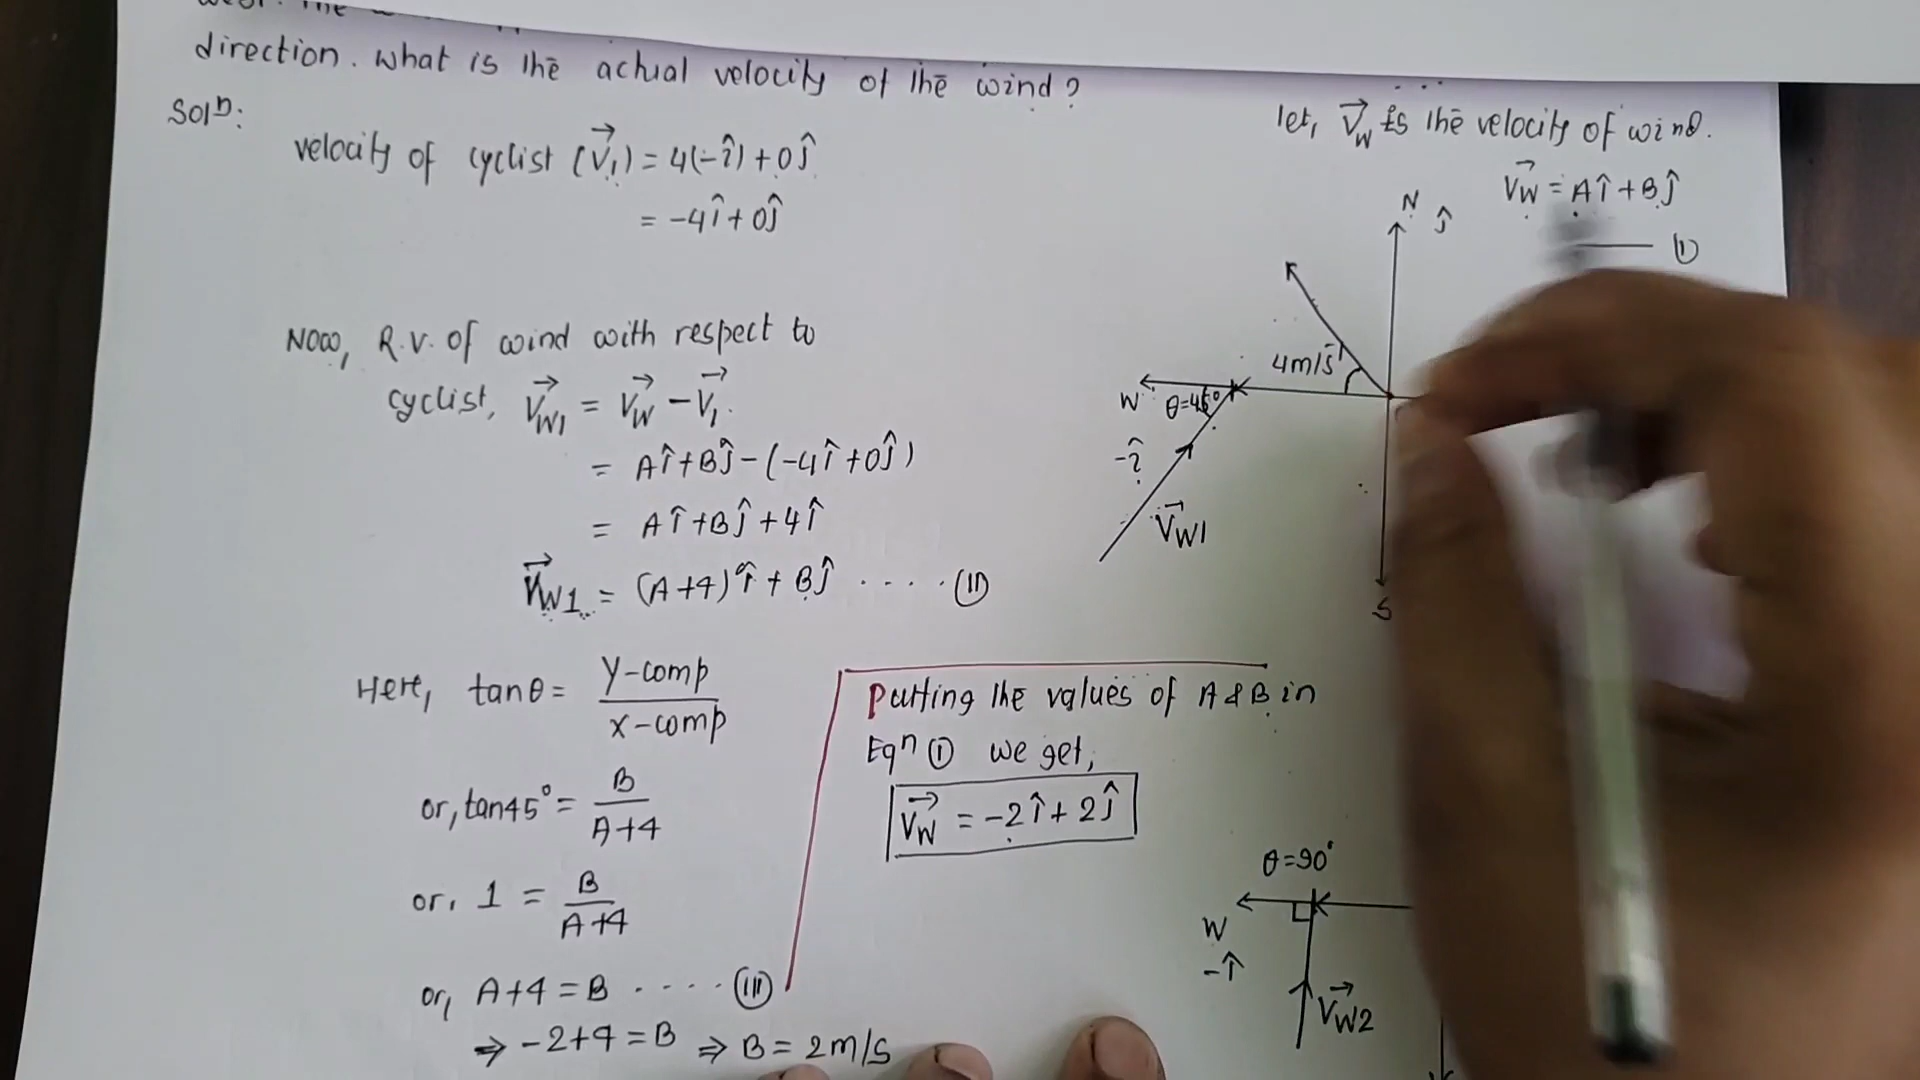 direction. What is the actual velocity of the wind?
Solⁿ:
velocity of cyclist (V⃗₁) = 4(-î) + 0ĵ
= -4î + 0ĵ
Now, R.V. of wind with respect to
cyclist, V⃗w1 = V⃗w - V⃗₁.
= Aî + Bĵ - (-4î + 0ĵ)
= Aî + Bĵ + 4î
V⃗w1 = (A+4)î + Bĵ ..... (II)
Here, tanθ = Y-comp / X-comp
or, tan45° = B / A+4
or, 1 = B / A+4
or, A+4 = B ..... (III)
⇒ -2+4 = B ⇒ B = 2m/s
Putting the values of A & B in
Eqⁿ (I) we get,
V⃗w = -2î + 2ĵ
let, V⃗w is the velocity of wind.
V⃗w = Aî + Bĵ
(I)
N ĵ
4m/s
W θ=45°
-î
V⃗w1
S
θ=90°
W
-î
V⃗w2